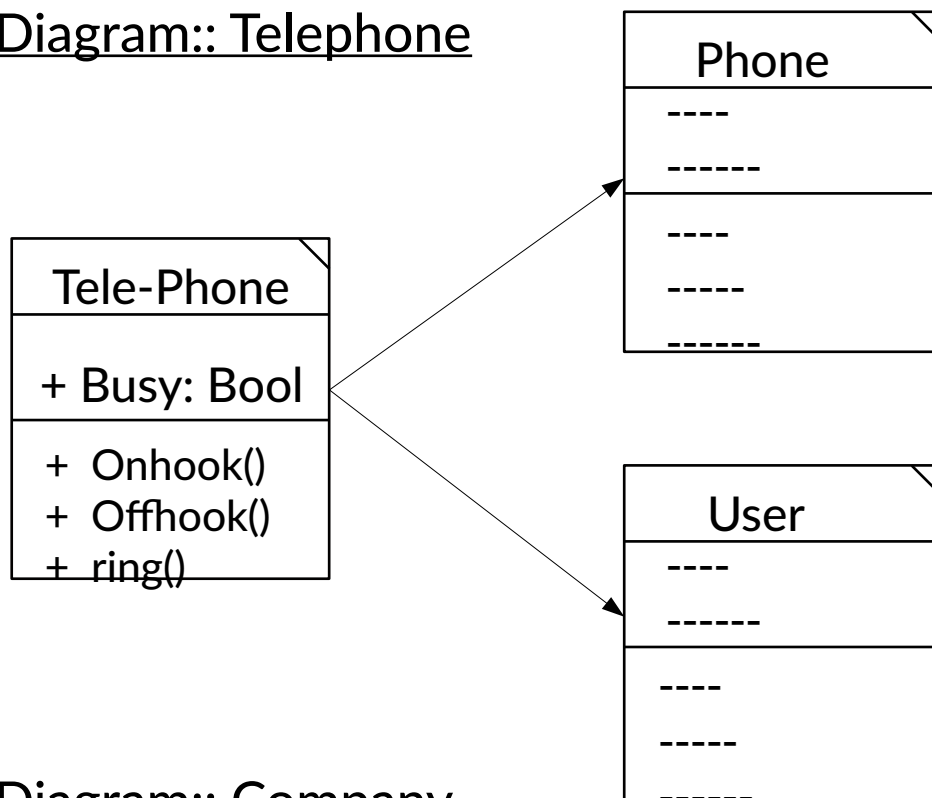 Diagram:: Telephone
Phone
----
------
----
-----
------
Tele-Phone
+ Busy: Bool
+ Onhook()
+ Offhook()
+ ring()
User
----
------
----
-----
------
Diagram:: Company